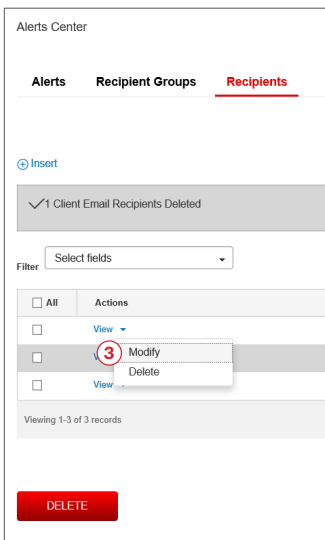 Alerts Center
Alerts Recipient Groups Recipients
Insert
1 Client Email Recipients Deleted
Filter Select fields
All Actions
View
3 Modify
Delete
View
Viewing 1-3 of 3 records
DELETE